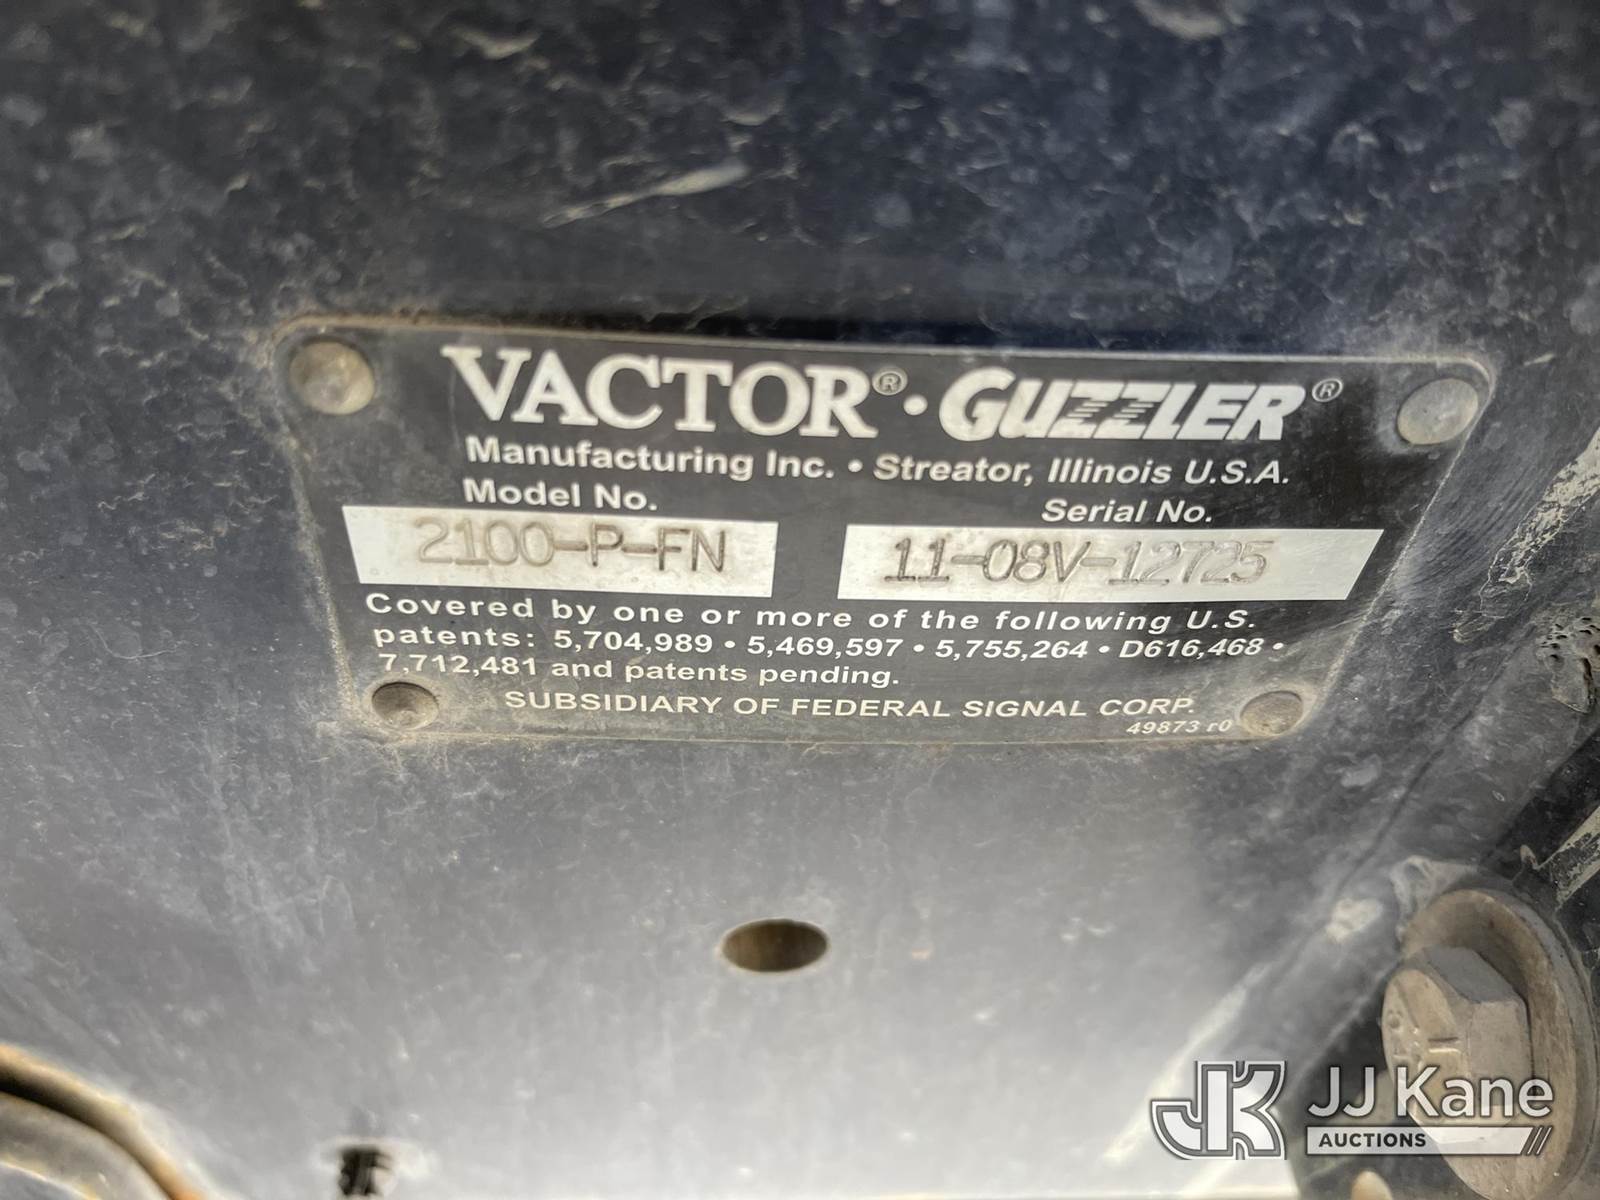 VACTOR® • GUZZLER®
Manufacturing Inc. • Streator, Illinois U.S.A.
Model No. Serial No.
2100-P-FN 11-08V-12725
Covered by one or more of the following U.S.
patents: 5,704,989 • 5,469,597 • 5,755,264 • D616,468 •
7,712,481 and patents pending.
SUBSIDIARY OF FEDERAL SIGNAL CORP.
49873 r0
JK JJ Kane
AUCTIONS